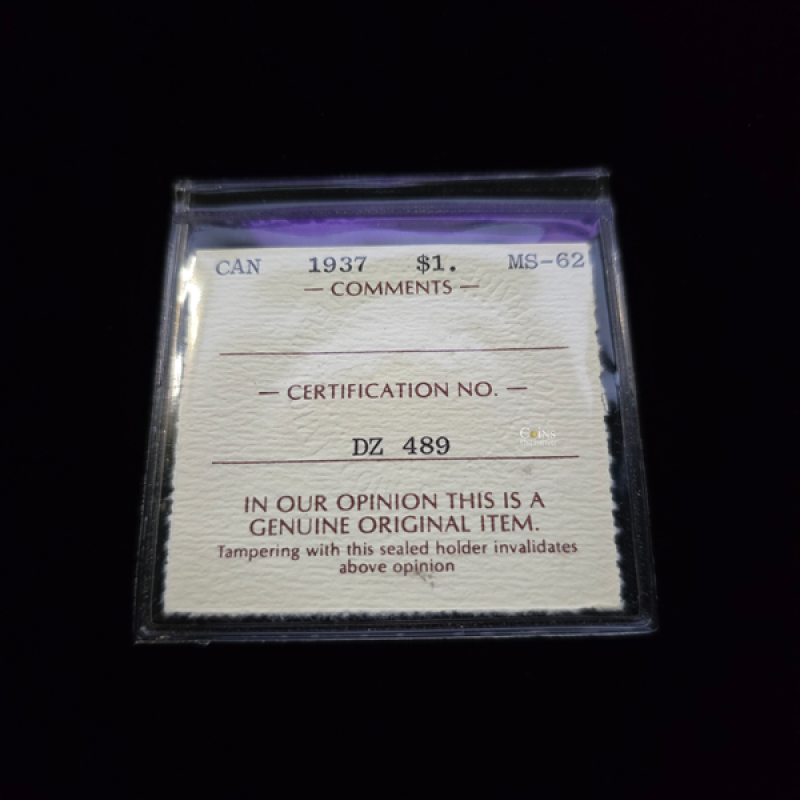 CAN 1937 $1. MS-62
— COMMENTS —
— CERTIFICATION NO. —
DZ 489
COINS
IN OUR OPINION THIS IS A
GENUINE ORIGINAL ITEM.
Tampering with this sealed holder invalidates
above opinion